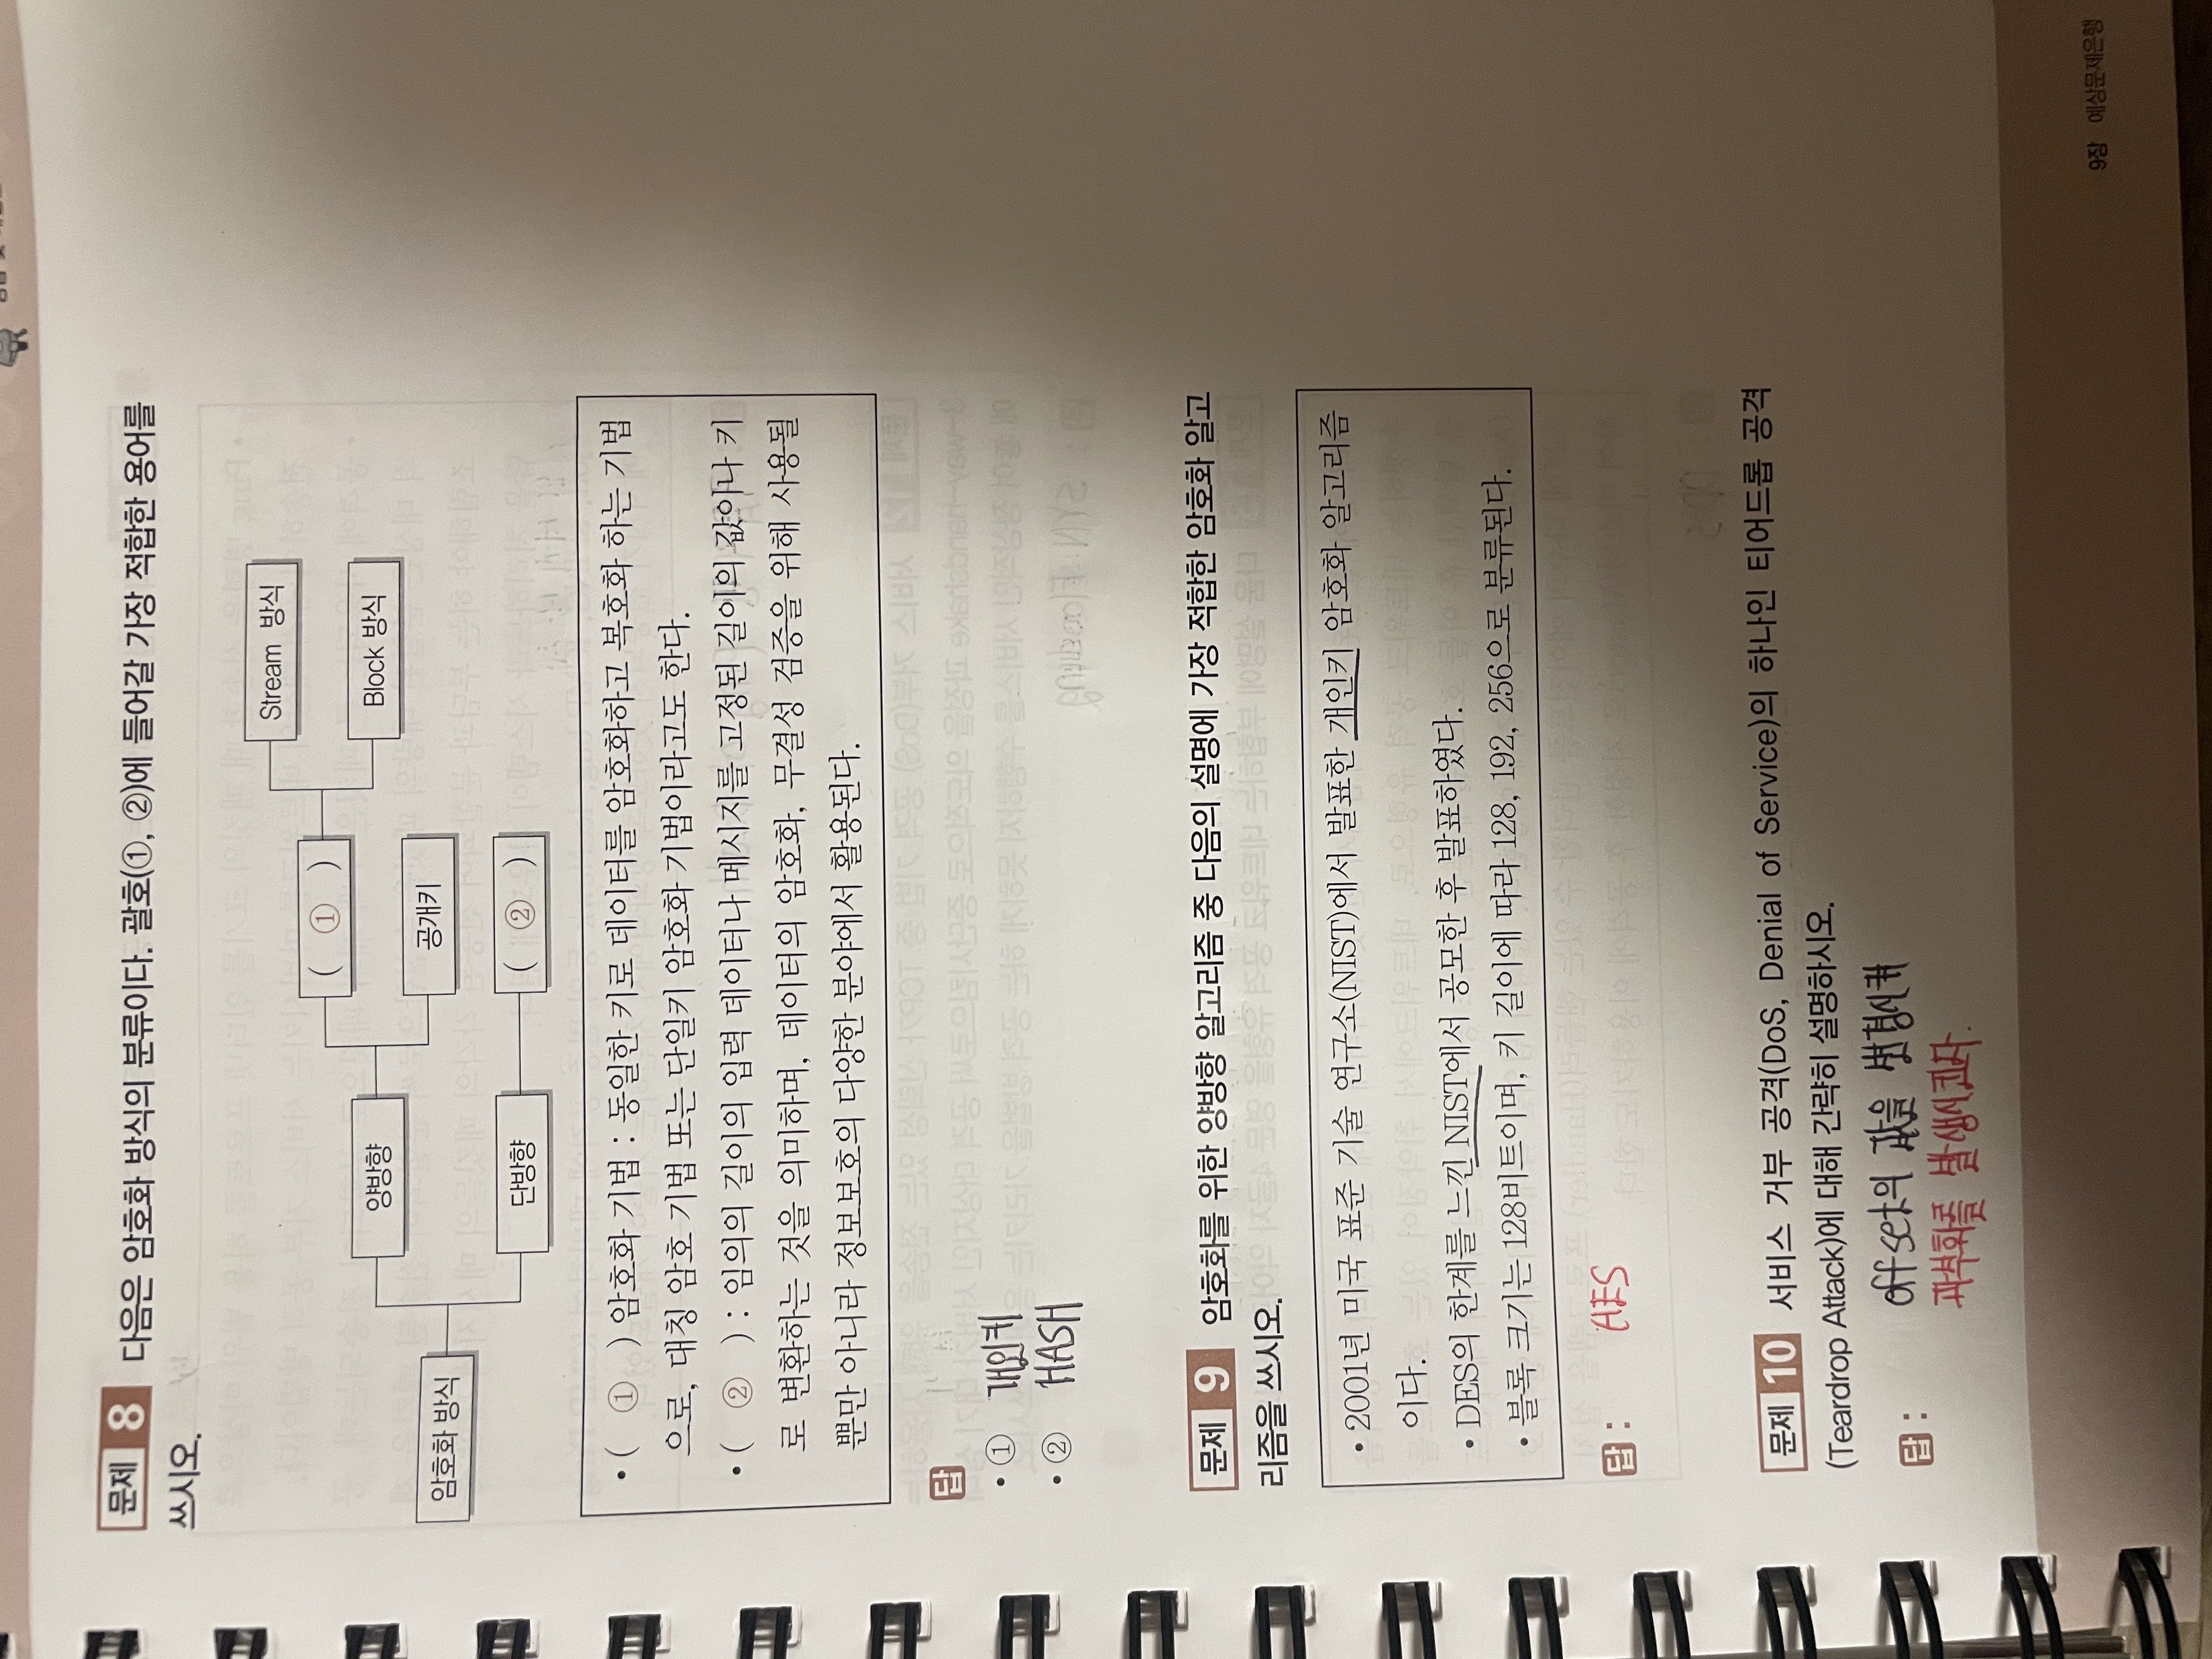 문제 8 다음은 암호화 방식의 분류이다. 괄호(①, ②)에 들어갈 가장 적합한 용어를
쓰시오.
Stream 방식
( ① )
Block 방식
양방향
공개키
암호화 방식
단방향
( ② )
• ( ① ) 암호화 기법 : 동일한 키로 데이터를 암호화하고 복호화 하는 기법
으로, 대칭 암호 기법 또는 단일키 암호화 기법이라고도 한다.
• ( ② ) : 임의의 길이의 입력 데이터나 메시지를 고정된 길이의 값이나 키
로 변환하는 것을 의미하며, 데이터의 암호화, 무결성 검증을 위해 사용될
뿐만 아니라 정보보호의 다양한 분야에서 활용된다.
답
• ① 개인키
• ② HASH
문제 9 암호화를 위한 양방향 알고리즘 중 다음의 설명에 가장 적합한 암호화 알고
리즘을 쓰시오.
• 2001년 미국 표준 기술 연구소(NIST)에서 발표한 개인키 암호화 알고리즘
이다.
• DES의 한계를 느낀 NIST에서 공모한 후 발표하였다.
• 블록 크기는 128비트이며, 키 길이에 따라 128, 192, 256으로 분류된다.
답 : AES
문제 10 서비스 거부 공격(DoS, Denial of Service)의 하나인 티어드롭 공격
(Teardrop Attack)에 대해 간략히 설명하시오.
답 : offset의 값을 변형시켜
과부화를 발생시킨다.
9장 예상문제은행